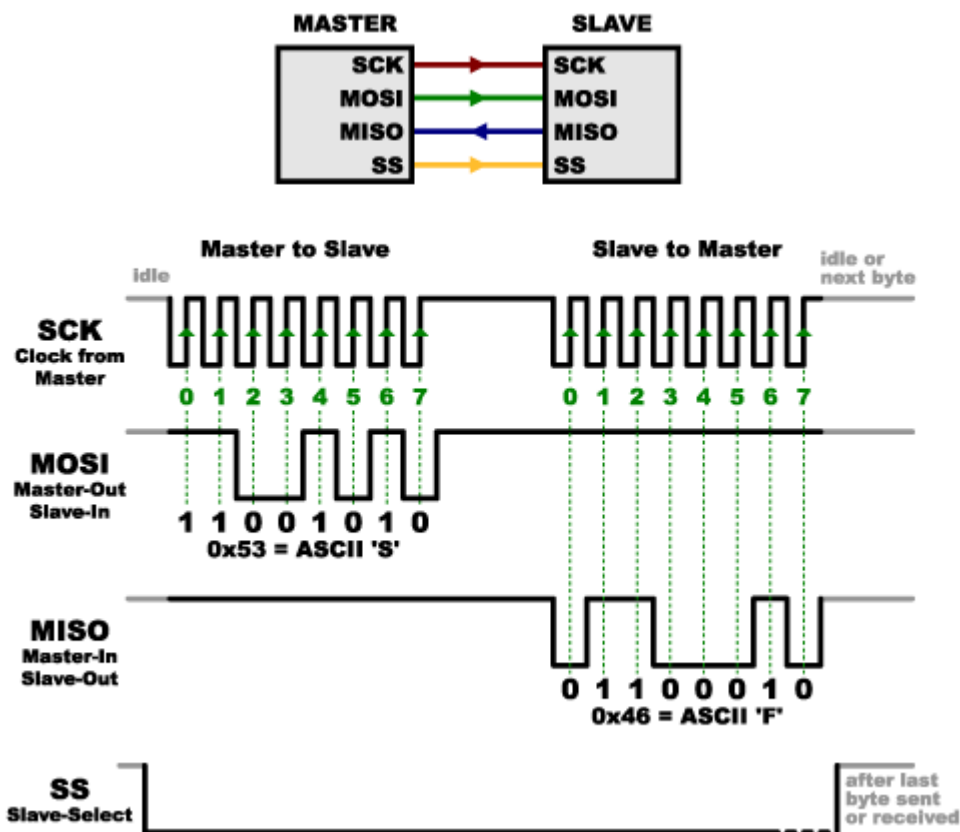 MASTER SLAVE
SCK SCK
MOSI MOSI
MISO MISO
SS SS
Master to Slave Slave to Master
idle
idle or
next byte
SCK
Clock from
Master
0 1 2 3 4 5 6 7 0 1 2 3 4 5 6 7
MOSI
Master-Out
Slave-In
1 1 0 0 1 0 1 0
0x53 = ASCII 'S'
MISO
Master-In
Slave-Out
0 1 1 0 0 0 1 0
0x46 = ASCII 'F'
SS
Slave-Select
after last
byte sent
or received